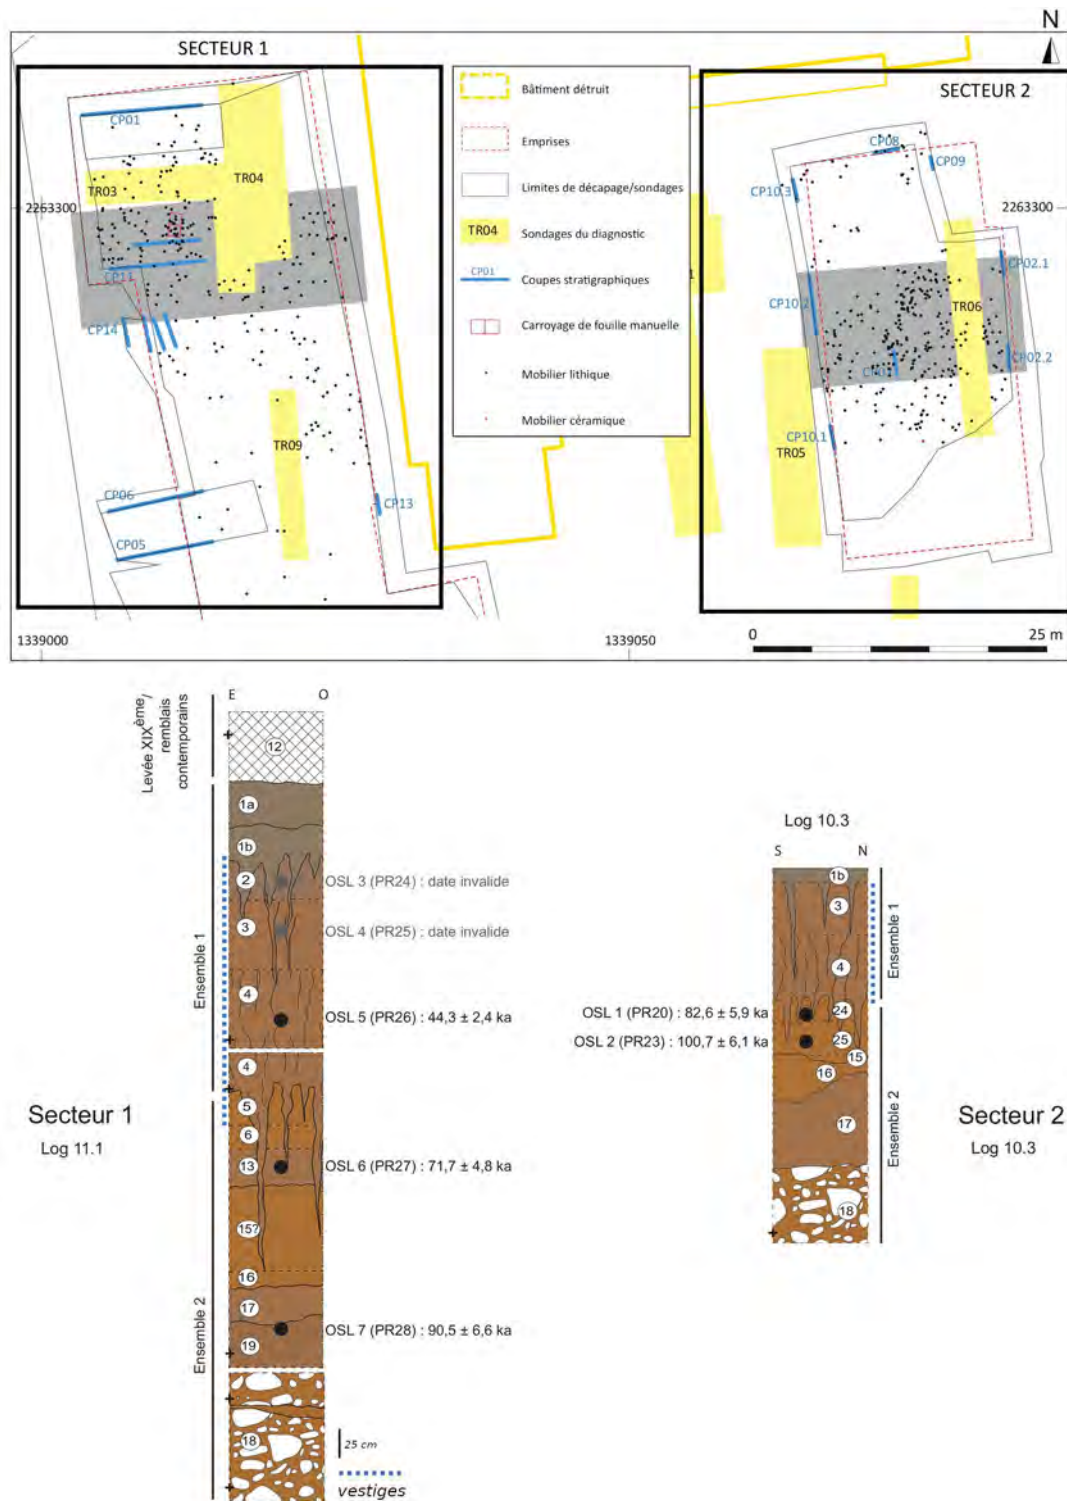 N
SECTEUR 1
SECTEUR 2
Bâtiment détruit
Emprises
Limites de décapage/sondages
TR04
Sondages du diagnostic
CP01
Coupes stratigraphiques
Carroyage de fouille manuelle
Mobilier lithique
Mobilier céramique
CP01
TR03
TR04
2263300
CP11
CP14
TR09
CP06
CP13
CP05
CP08
CP09
CP10.3
2263300
CP02.1
CP10.2
TR06
CP02.2
CP10.1
TR05
1339000
1339050
0
25 m
Levée XIXème/
remblais
contemporains
E
O
12
1a
1b
2
OSL 3 (PR24) : date invalide
3
OSL 4 (PR25) : date invalide
Ensemble 1
4
OSL 5 (PR26) : 44,3 ± 2,4 ka
4
5
6
Secteur 1
Log 11.1
13
OSL 6 (PR27) : 71,7 ± 4,8 ka
15?
16
17
Ensemble 2
OSL 7 (PR28) : 90,5 ± 6,6 ka
19
18
25 cm
vestiges
Log 10.3
S
N
1b
3
Ensemble 1
4
OSL 1 (PR20) : 82,6 ± 5,9 ka
24
OSL 2 (PR23) : 100,7 ± 6,1 ka
25
15
16
17
Ensemble 2
Secteur 2
Log 10.3
18